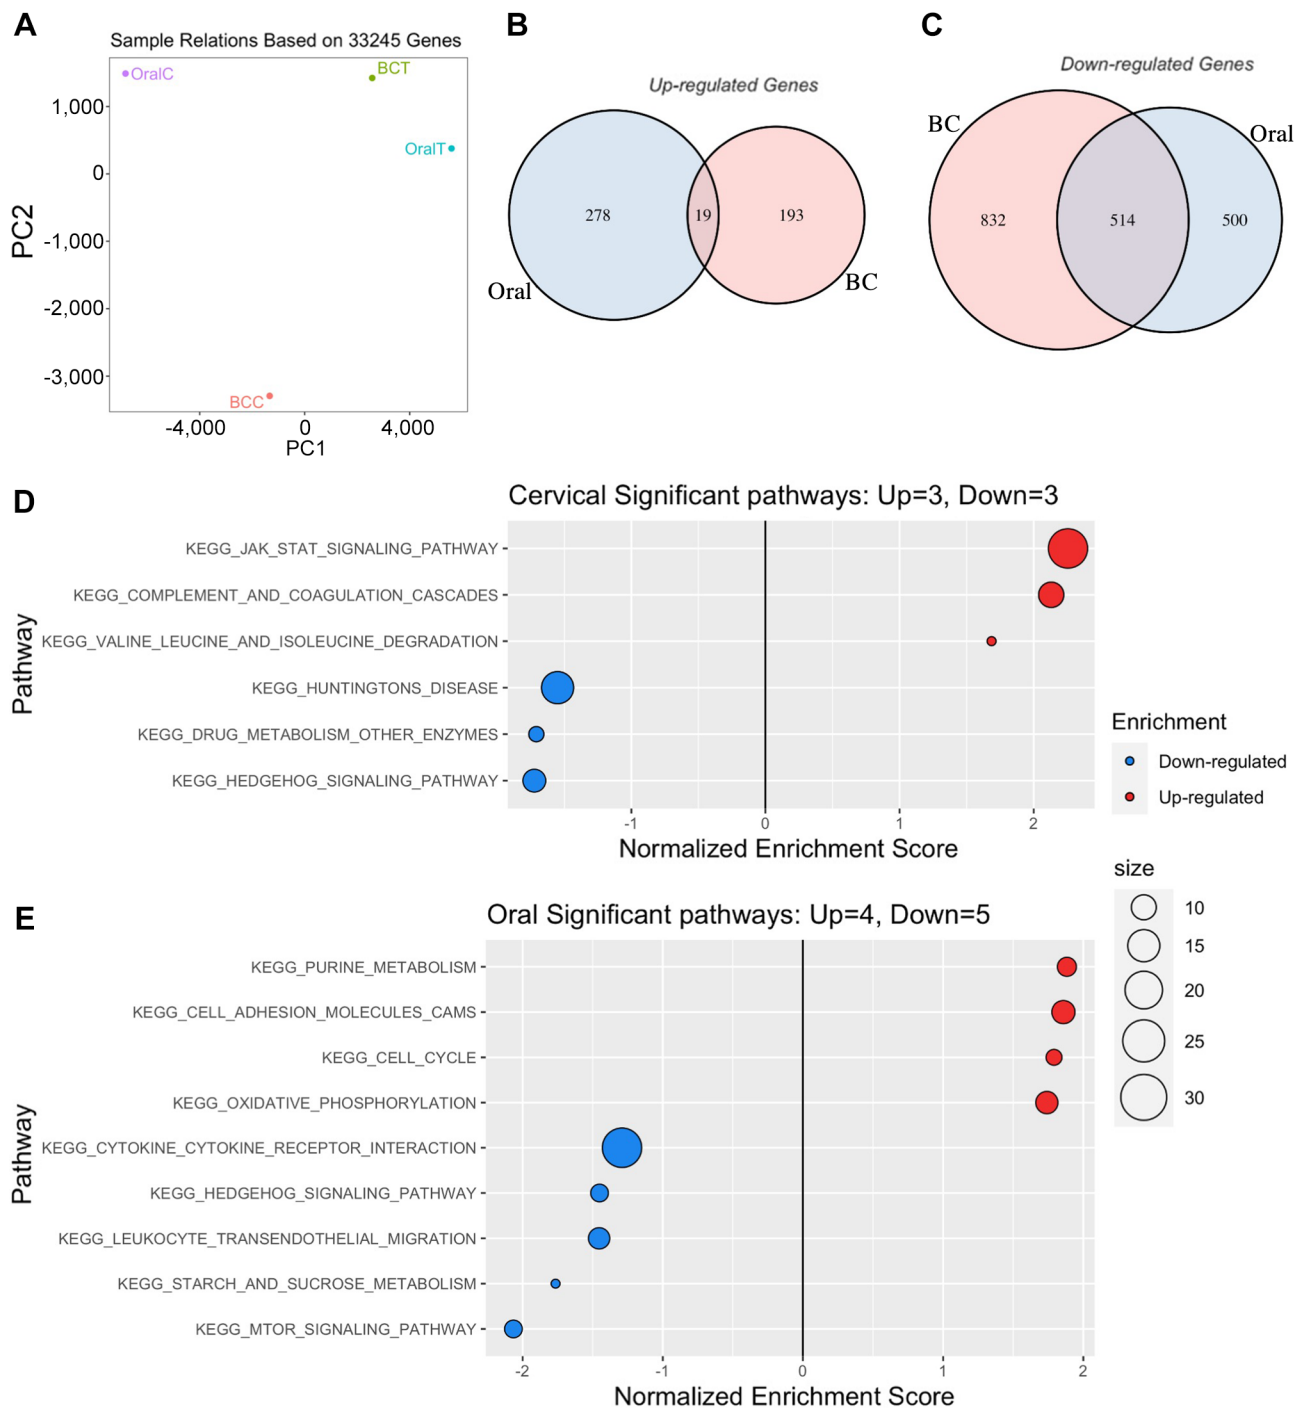 A
Sample Relations Based on 33245 Genes
OralC
BCT
OralT
BCC
1,000
0
-1,000
-2,000
-3,000
PC2
-4,000
0
4,000
PC1
B
Up-regulated Genes
278
19
193
Oral
BC
C
Down-regulated Genes
BC
Oral
832
514
500
D
Cervical Significant pathways: Up=3, Down=3
Pathway
KEGG_JAK_STAT_SIGNALING_PATHWAY
KEGG_COMPLEMENT_AND_COAGULATION_CASCADES
KEGG_VALINE_LEUCINE_AND_ISOLEUCINE_DEGRADATION
KEGG_HUNTINGTONS_DISEASE
KEGG_DRUG_METABOLISM_OTHER_ENZYMES
KEGG_HEDGEHOG_SIGNALING_PATHWAY
-1
0
1
2
Normalized Enrichment Score
Enrichment
Down-regulated
Up-regulated
size
10
15
20
25
30
E
Oral Significant pathways: Up=4, Down=5
Pathway
KEGG_PURINE_METABOLISM
KEGG_CELL_ADHESION_MOLECULES_CAMS
KEGG_CELL_CYCLE
KEGG_OXIDATIVE_PHOSPHORYLATION
KEGG_CYTOKINE_CYTOKINE_RECEPTOR_INTERACTION
KEGG_HEDGEHOG_SIGNALING_PATHWAY
KEGG_LEUKOCYTE_TRANSENDOTHELIAL_MIGRATION
KEGG_STARCH_AND_SUCROSE_METABOLISM
KEGG_MTOR_SIGNALING_PATHWAY
-2
-1
0
1
2
Normalized Enrichment Score